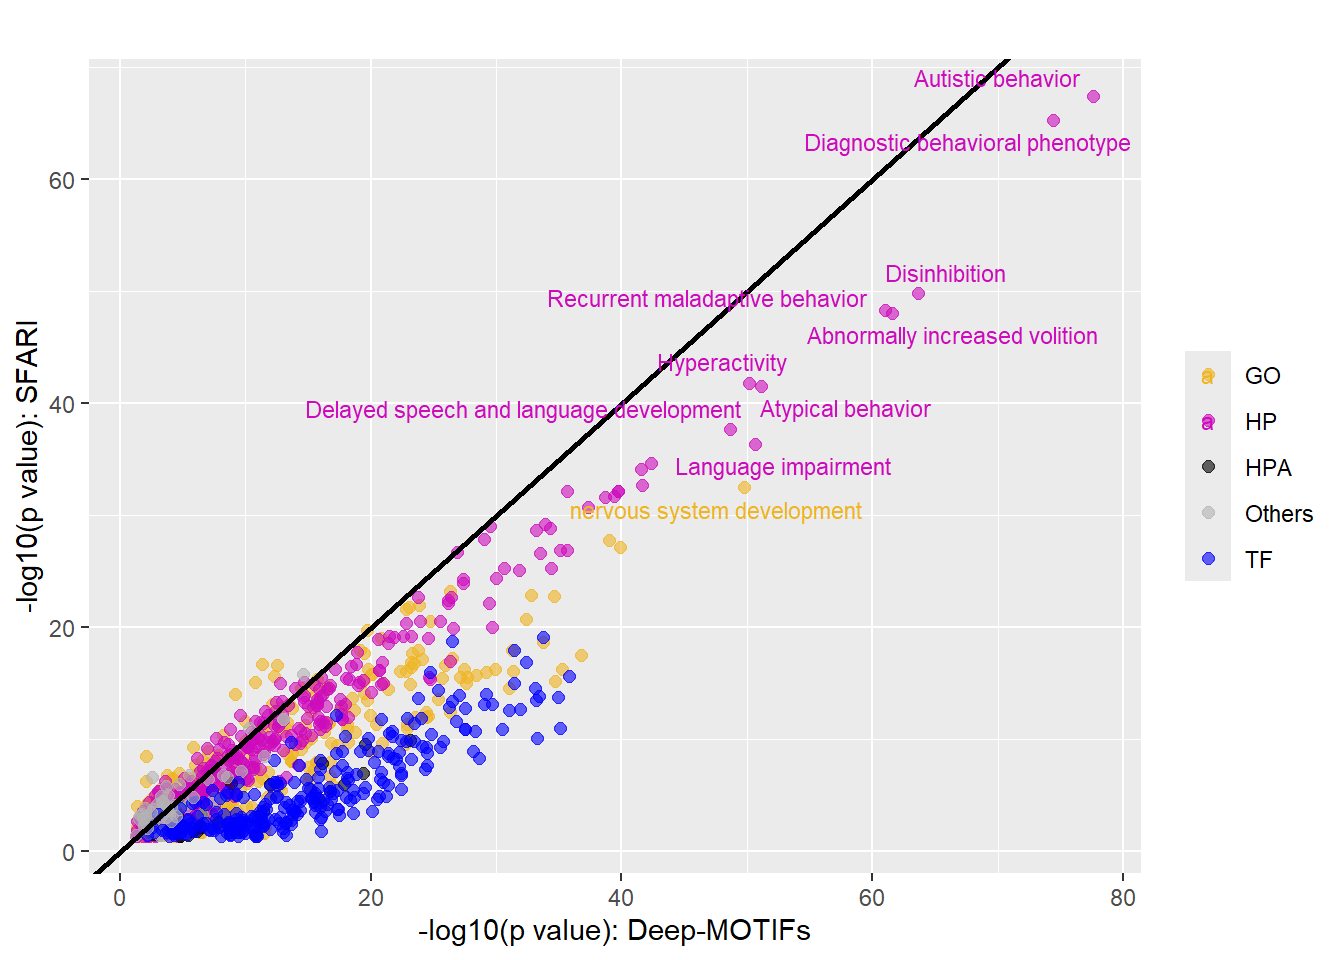 Autistic behavior
Diagnostic behavioral phenotype
60
Disinhibition
Recurrent maladaptive behavior
Abnormally increased volition
Hyperactivity
40
Delayed speech and language development
Atypical behavior
Language impairment
nervous system development
20
0
-log10(p value): SFARI
0
20
40
60
80
-log10(p value): Deep-MOTIFs
a GO
a HP
HPA
Others
TF